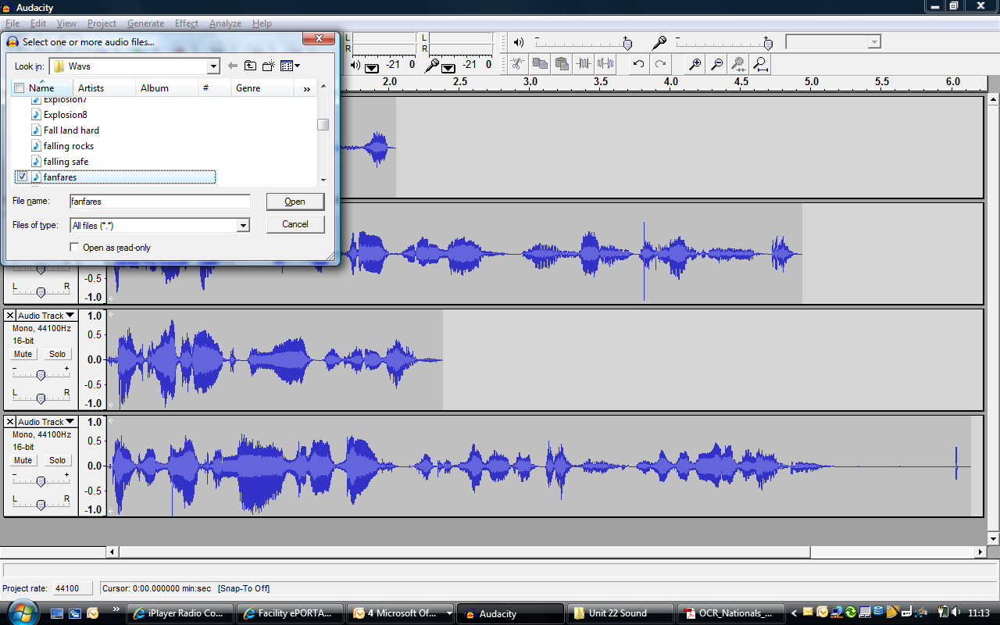 Audacity
File Edit View Project Generate Effect Analyze Help
Select one or more audio files...
Look in: Wavs
Name Artists Album # Genre »
Explosion7
Explosion8
Fall land hard
falling rocks
falling safe
fanfares
File name: fanfares Open
Files of type: All files (*.*) Cancel
Open as read-only
L
R
-21 0
L
R
-21 0
2.0 2.5 3.0 3.5 4.0 4.5 5.0 5.5 6.0
L R
-0.5
-1.0
X Audio Track
Mono, 44100Hz
16-bit
Mute Solo
- +
L R
1.0
0.5
0.0
-0.5
-1.0
X Audio Track
Mono, 44100Hz
16-bit
Mute Solo
- +
L R
1.0
0.5
0.0
-0.5
-1.0
Project rate: 44100 Cursor: 0:00.000000 min:sec [Snap-To Off]
» iPlayer Radio Co... Facility ePORTA... 4 Microsoft Of... Audacity Unit 22 Sound OCR_Nationals_... < 11:13